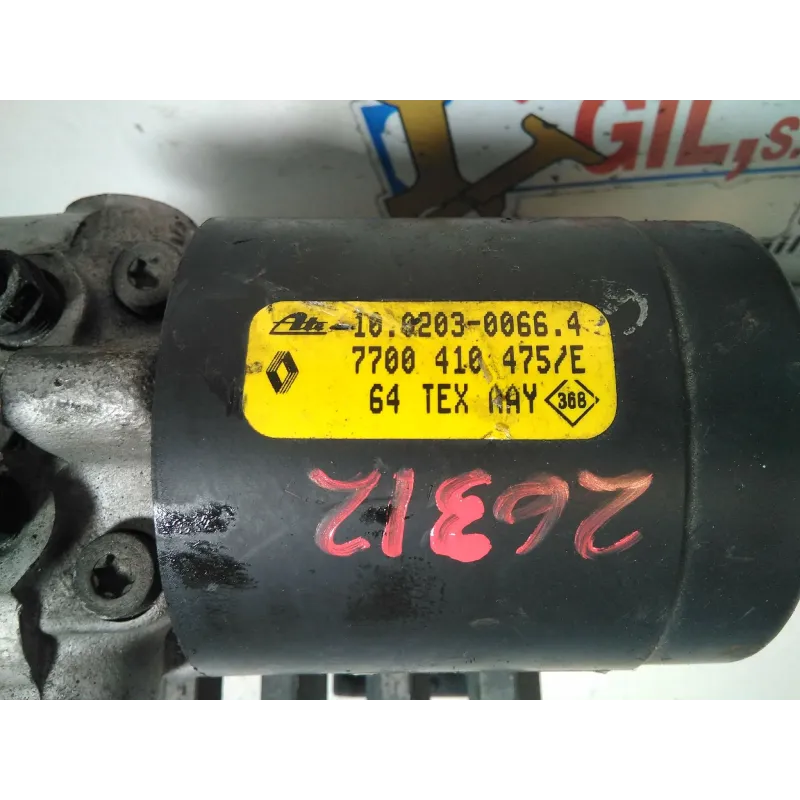 GIL, S.
Ate 10.0203-0066.4
7700 410 475/E
64 TEX AAY 368
26312